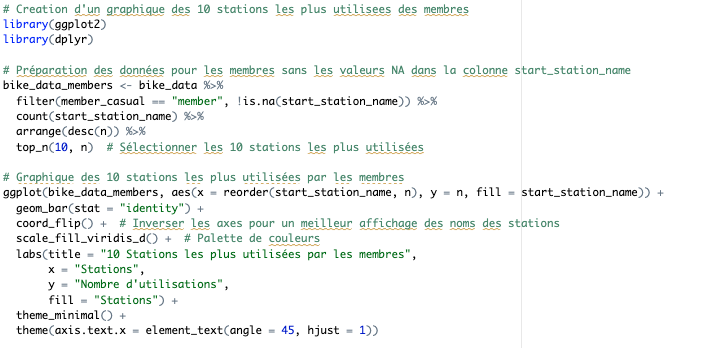 # Creation d'un graphique des 10 stations les plus utilisees des membres
library(ggplot2)
library(dplyr)
# Préparation des données pour les membres sans les valeurs NA dans la colonne start_station_name
bike_data_members <- bike_data %>%
  filter(member_casual == "member", !is.na(start_station_name)) %>%
  count(start_station_name) %>%
  arrange(desc(n)) %>%
  top_n(10, n)  # Sélectionner les 10 stations les plus utilisées
# Graphique des 10 stations les plus utilisées par les membres
ggplot(bike_data_members, aes(x = reorder(start_station_name, n), y = n, fill = start_station_name)) +
  geom_bar(stat = "identity") +
  coord_flip() +  # Inverser les axes pour un meilleur affichage des noms des stations
  scale_fill_viridis_d() +  # Palette de couleurs
  labs(title = "10 Stations les plus utilisées par les membres",
       x = "Stations",
       y = "Nombre d'utilisations",
       fill = "Stations") +
  theme_minimal() +
  theme(axis.text.x = element_text(angle = 45, hjust = 1))